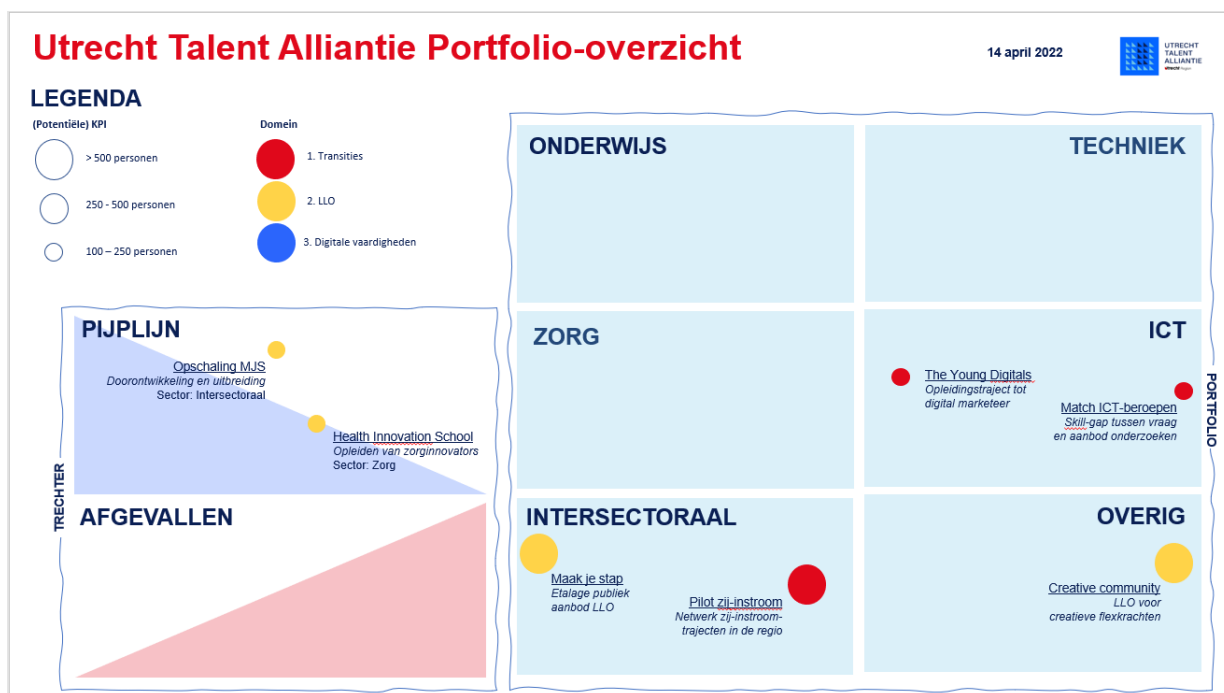 Utrecht Talent Alliantie Portfolio-overzicht
14 april 2022
UTRECHT
TALENT
ALLIANTIE
LEGENDA
(Potentiële) KPI
> 500 personen
250 - 500 personen
100 – 250 personen
Domein
1. Transities
2. LLO
3. Digitale vaardigheden
TRECHTER
PIJPLIJN
Opschaling MJS
Doorontwikkeling en uitbreiding
Sector: Intersectoraal
Health Innovation School
Opleiden van zorginnovators
Sector: Zorg
AFGEVALLEN
ONDERWIJS
TECHNIEK
ZORG
ICT
The Young Digitals
Opleidingstraject tot
digital marketeer
Match ICT-beroepen
Skill-gap tussen vraag
en aanbod onderzoeken
PORTFOLIO
INTERSECTORAAL
Maak je stap
Etalage publiek
aanbod LLO
Pilot zij-instroom
Netwerk zij-instroom-
trajecten in de regio
OVERIG
Creative community
LLO voor
creatieve flexkrachten